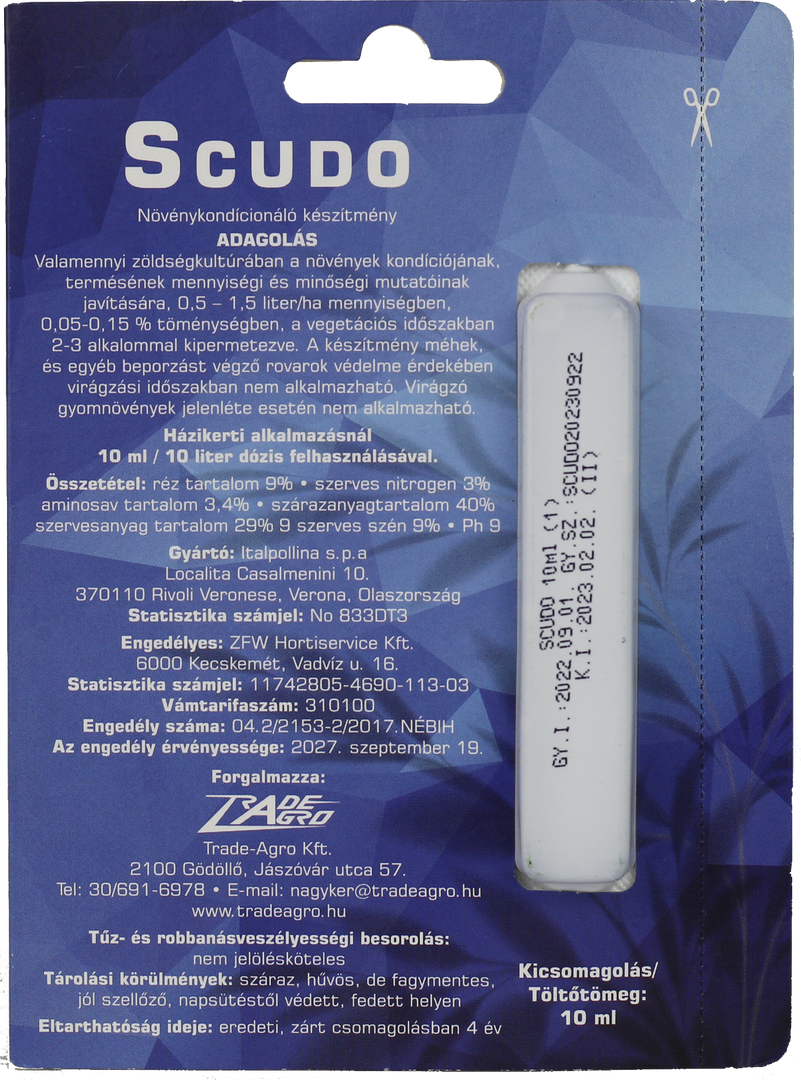 SCUDO
Növénykondícionáló készítmény
ADAGOLÁS
Valamennyi zöldségkultúrában a növények kondíciójának,
termésének mennyiségi és minőségi mutatóinak
javítására, 0,5 – 1,5 liter/ha mennyiségben,
0,05-0,15 % töménységben, a vegetációs időszakban
2-3 alkalommal kipermetezve. A készítmény méhek,
és egyéb beporzást végző rovarok védelme érdekében
virágzási időszakban nem alkalmazható. Virágzó
gyomnövények jelenléte esetén nem alkalmazható.
Házikerti alkalmazásnál
10 ml / 10 liter dózis felhasználásával.
Összetétel: réz tartalom 9% • szerves nitrogen 3%
aminosav tartalom 3,4% • szárazanyagtartalom 40%
szervesanyag tartalom 29% 9 szerves szén 9% • Ph 9
Gyártó: Italpollina s.p.a
Localita Casalmenini 10.
370110 Rivoli Veronese, Verona, Olaszország
Statisztika számjel: No 833DT3
Engedélyes: ZFW Hortiservice Kft.
6000 Kecskemét, Vadvíz u. 16.
Statisztika számjel: 11742805-4690-113-03
Vámtarifaszám: 310100
Engedély száma: 04.2/2153-2/2017.NÉBIH
Az engedély érvényessége: 2027. szeptember 19.
Forgalmazza:
TRADE
AGRO
Trade-Agro Kft.
2100 Gödöllő, Jászóvár utca 57.
Tel: 30/691-6978 • E-mail: nagyker@tradeagro.hu
www.tradeagro.hu
Tűz- és robbanásveszélyességi besorolás:
nem jelölésköteles
Tárolási körülmények: száraz, hűvös, de fagymentes,
jól szellőző, napsütéstől védett, fedett helyen
Eltarthatóság ideje: eredeti, zárt csomagolásban 4 év
SCUDO 10ml (1)
GY.I.:2022.09.01. GY.SZ.:SCUDO20230922
K.I.:2023.02.02. (II)
Kicsomagolás/
Töltőtömeg:
10 ml